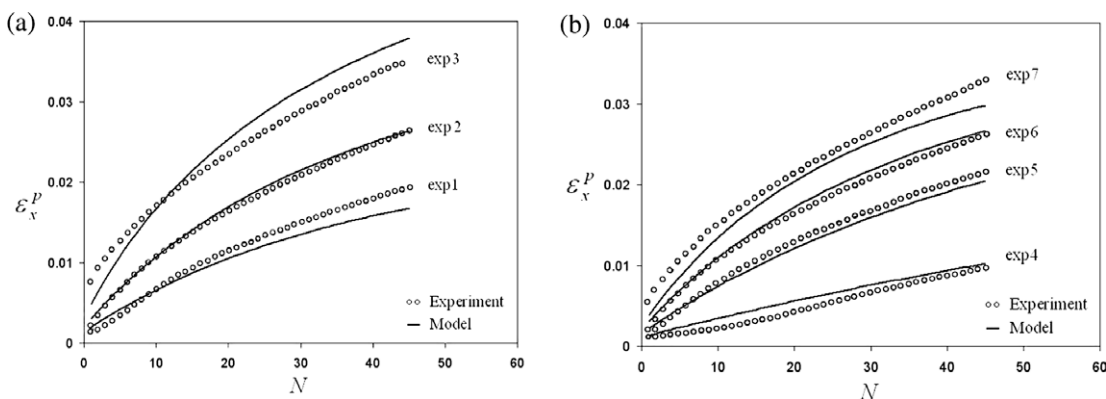 (a)
0.04
0.03
0.02
0.01
0
ε_x^p
exp3
exp2
exp1
Experiment
Model
0 10 20 30 40 50 60
N
(b)
0.04
0.03
0.02
0.01
0
ε_x^p
exp7
exp6
exp5
exp4
Experiment
Model
0 10 20 30 40 50 60
N